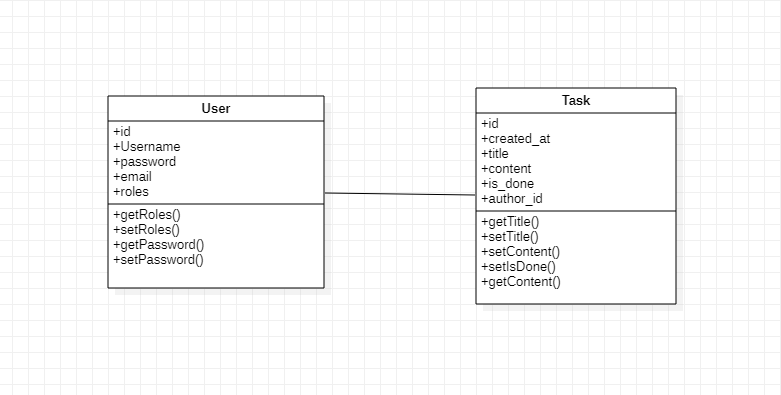 User
+id
+Username
+password
+email
+roles
+getRoles()
+setRoles()
+getPassword()
+setPassword()
Task
+id
+created_at
+title
+content
+is_done
+author_id
+getTitle()
+setTitle()
+setContent()
+setIsDone()
+getContent()